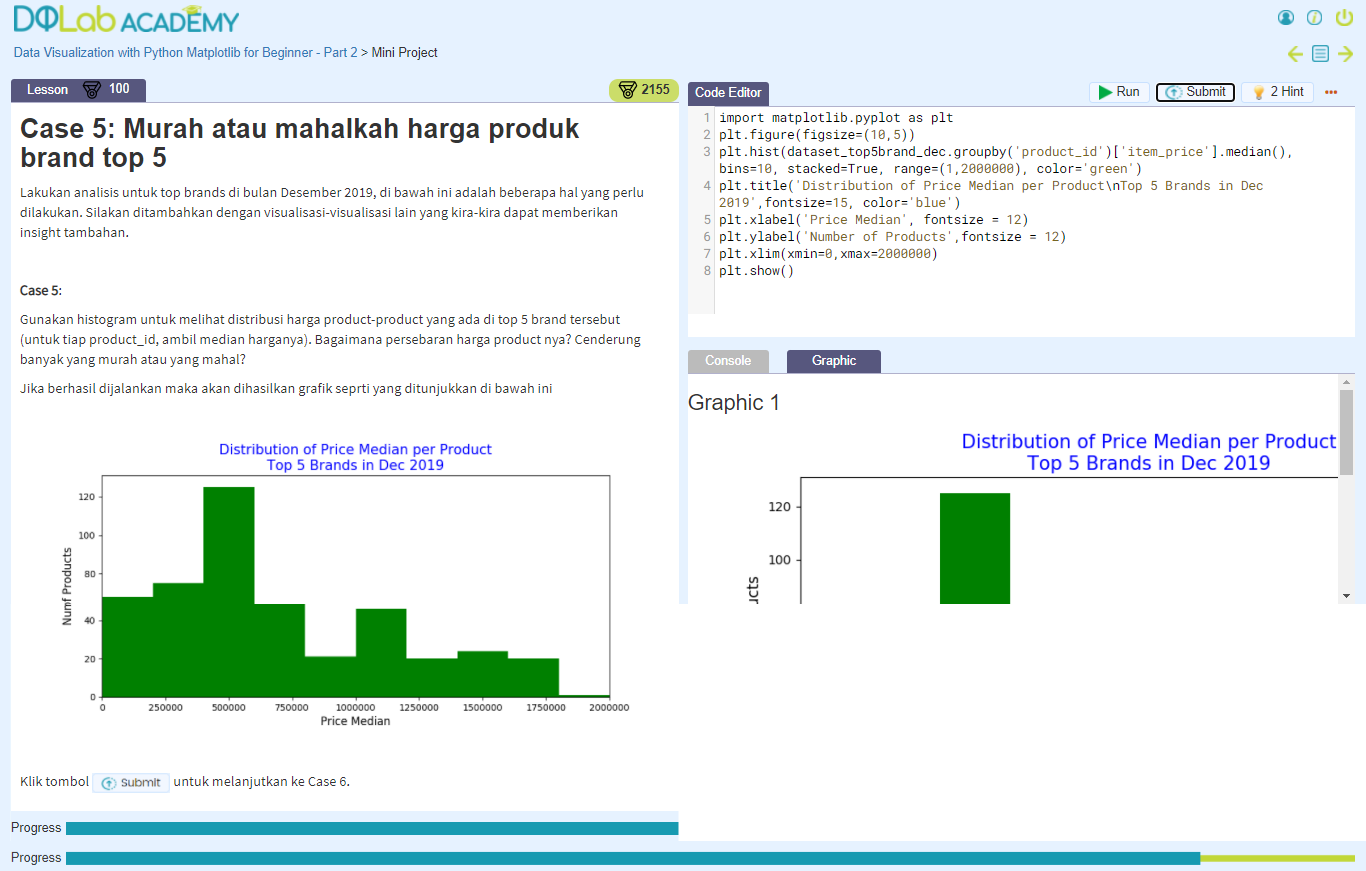 DQLab ACADEMY
Data Visualization with Python Matplotlib for Beginner - Part 2 > Mini Project
Lesson 100
2155
Case 5: Murah atau mahalkah harga produk
brand top 5
Lakukan analisis untuk top brands di bulan Desember 2019, di bawah ini adalah beberapa hal yang perlu
dilakukan. Silakan ditambahkan dengan visualisasi-visualisasi lain yang kira-kira dapat memberikan
insight tambahan.
Case 5:
Gunakan histogram untuk melihat distribusi harga product-product yang ada di top 5 brand tersebut
(untuk tiap product_id, ambil median harganya). Bagaimana persebaran harga product nya? Cenderung
banyak yang murah atau yang mahal?
Jika berhasil dijalankan maka akan dihasilkan grafik seprti yang ditunjukkan di bawah ini
Distribution of Price Median per Product
Top 5 Brands in Dec 2019
120
100
80
40
20
0
Numf Products
0 250000 500000 750000 1000000 1250000 1500000 1750000 2000000
Price Median
Klik tombol Submit untuk melanjutkan ke Case 6.
Progress
Progress
Code Editor
Run Submit 2 Hint
1 import matplotlib.pyplot as plt
2 plt.figure(figsize=(10,5))
3 plt.hist(dataset_top5brand_dec.groupby('product_id')['item_price'].median(),
bins=10, stacked=True, range=(1,2000000), color='green')
4 plt.title('Distribution of Price Median per Product\nTop 5 Brands in Dec
2019',fontsize=15, color='blue')
5 plt.xlabel('Price Median', fontsize = 12)
6 plt.ylabel('Number of Products',fontsize = 12)
7 plt.xlim(xmin=0,xmax=2000000)
8 plt.show()
Console Graphic
Graphic 1
Distribution of Price Median per Product
Top 5 Brands in Dec 2019
120
100
ucts